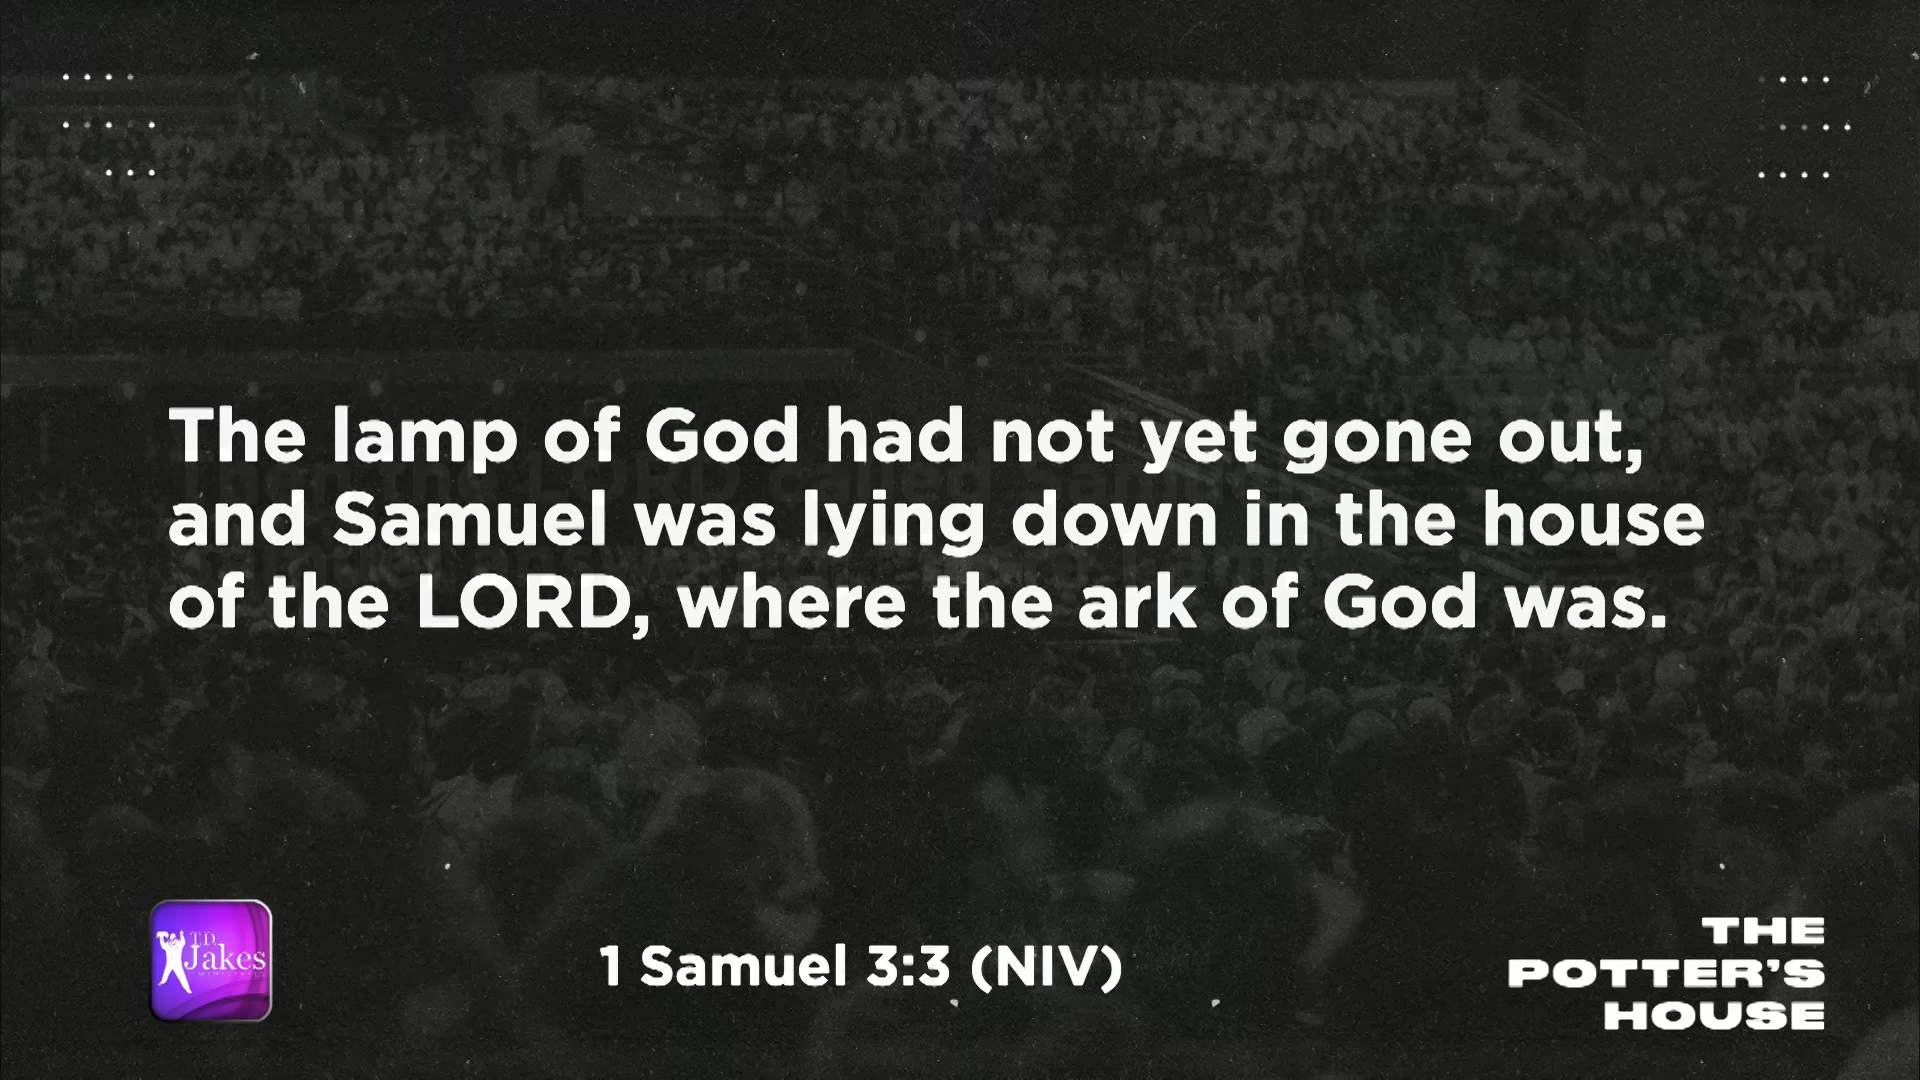 The lamp of God had not yet gone out,
and Samuel was lying down in the house
of the LORD, where the ark of God was.
T.D.
Jakes
MINISTRIES
1 Samuel 3:3 (NIV)
THE
POTTER'S
HOUSE